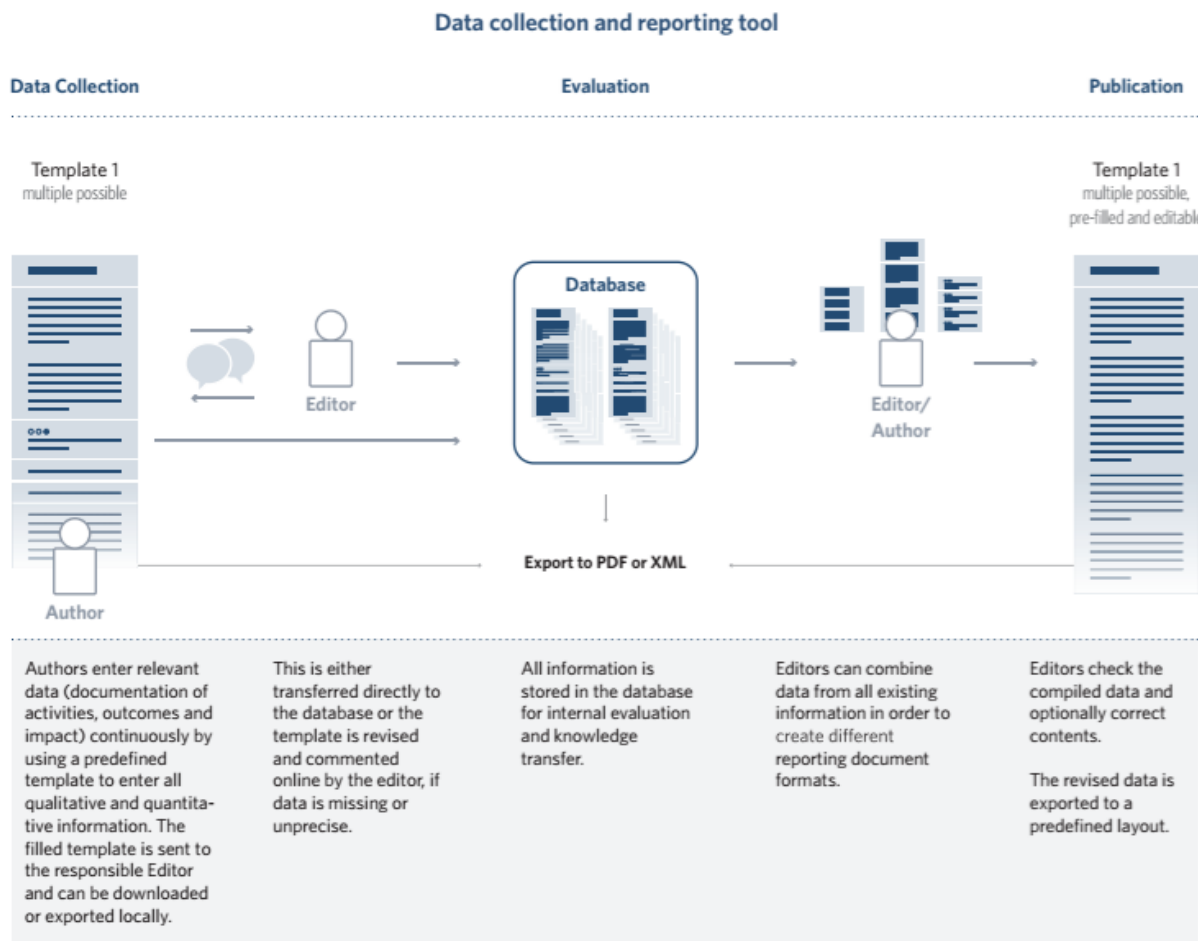 Data collection and reporting tool
Data Collection
Evaluation
Publication
Template 1
multiple possible
Template 1
multiple possible,
pre-filled and editable
Database
Editor
Editor/
Author
Export to PDF or XML
Author
Authors enter relevant
data (documentation of
activities, outcomes and
impact) continuously by
using a predefined
template to enter all
qualitative and quantita-
tive information. The
filled template is sent to
the responsible Editor
and can be downloaded
or exported locally.
This is either
transferred directly to
the database or the
template is revised
and commented
online by the editor, if
data is missing or
unprecise.
All information is
stored in the database
for internal evaluation
and knowledge
transfer.
Editors can combine
data from all existing
information in order to
create different
reporting document
formats.
Editors check the
compiled data and
optionally correct
contents.
The revised data is
exported to a
predefined layout.